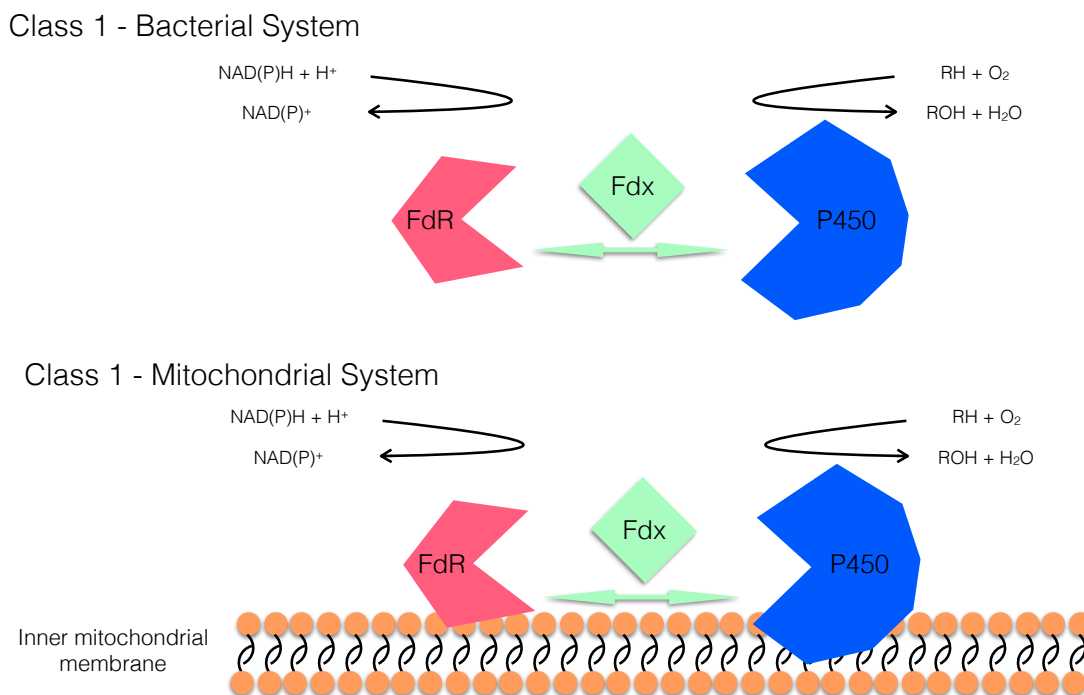 Class 1 - Bacterial System
NAD(P)H + H⁺
RH + O₂
NAD(P)⁺
ROH + H₂O
Fdx
FdR
P450
Class 1 - Mitochondrial System
NAD(P)H + H⁺
RH + O₂
NAD(P)⁺
ROH + H₂O
Fdx
FdR
P450
Inner mitochondrial
membrane